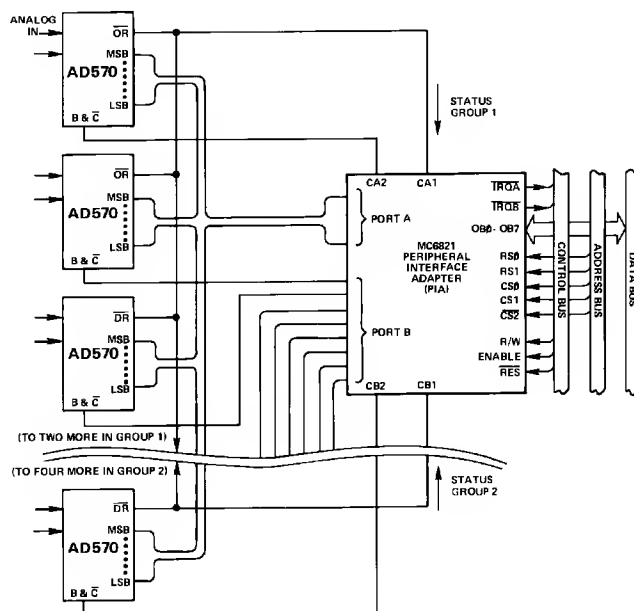 ANALOG
IN
OR
MSB
AD570
LSB
B & C
OR
MSB
AD570
LSB
B & C
DR
MSB
AD570
LSB
B & C
(TO TWO MORE IN GROUP 1)
(TO FOUR MORE IN GROUP 2)
DR
MSB
AD570
LSB
B & C
STATUS
GROUP 1
CA2
CA1
PORT A
MC6821
PERIPHERAL
INTERFACE
ADAPTER
(PIA)
PORT B
CB2
CB1
IRQA
IRQB
OBØ- OB7
RSØ
RS1
CSØ
CS1
CS2
R/W
ENABLE
RES
CONTROL BUS
ADDRESS BUS
DATA BUS
STATUS
GROUP 2